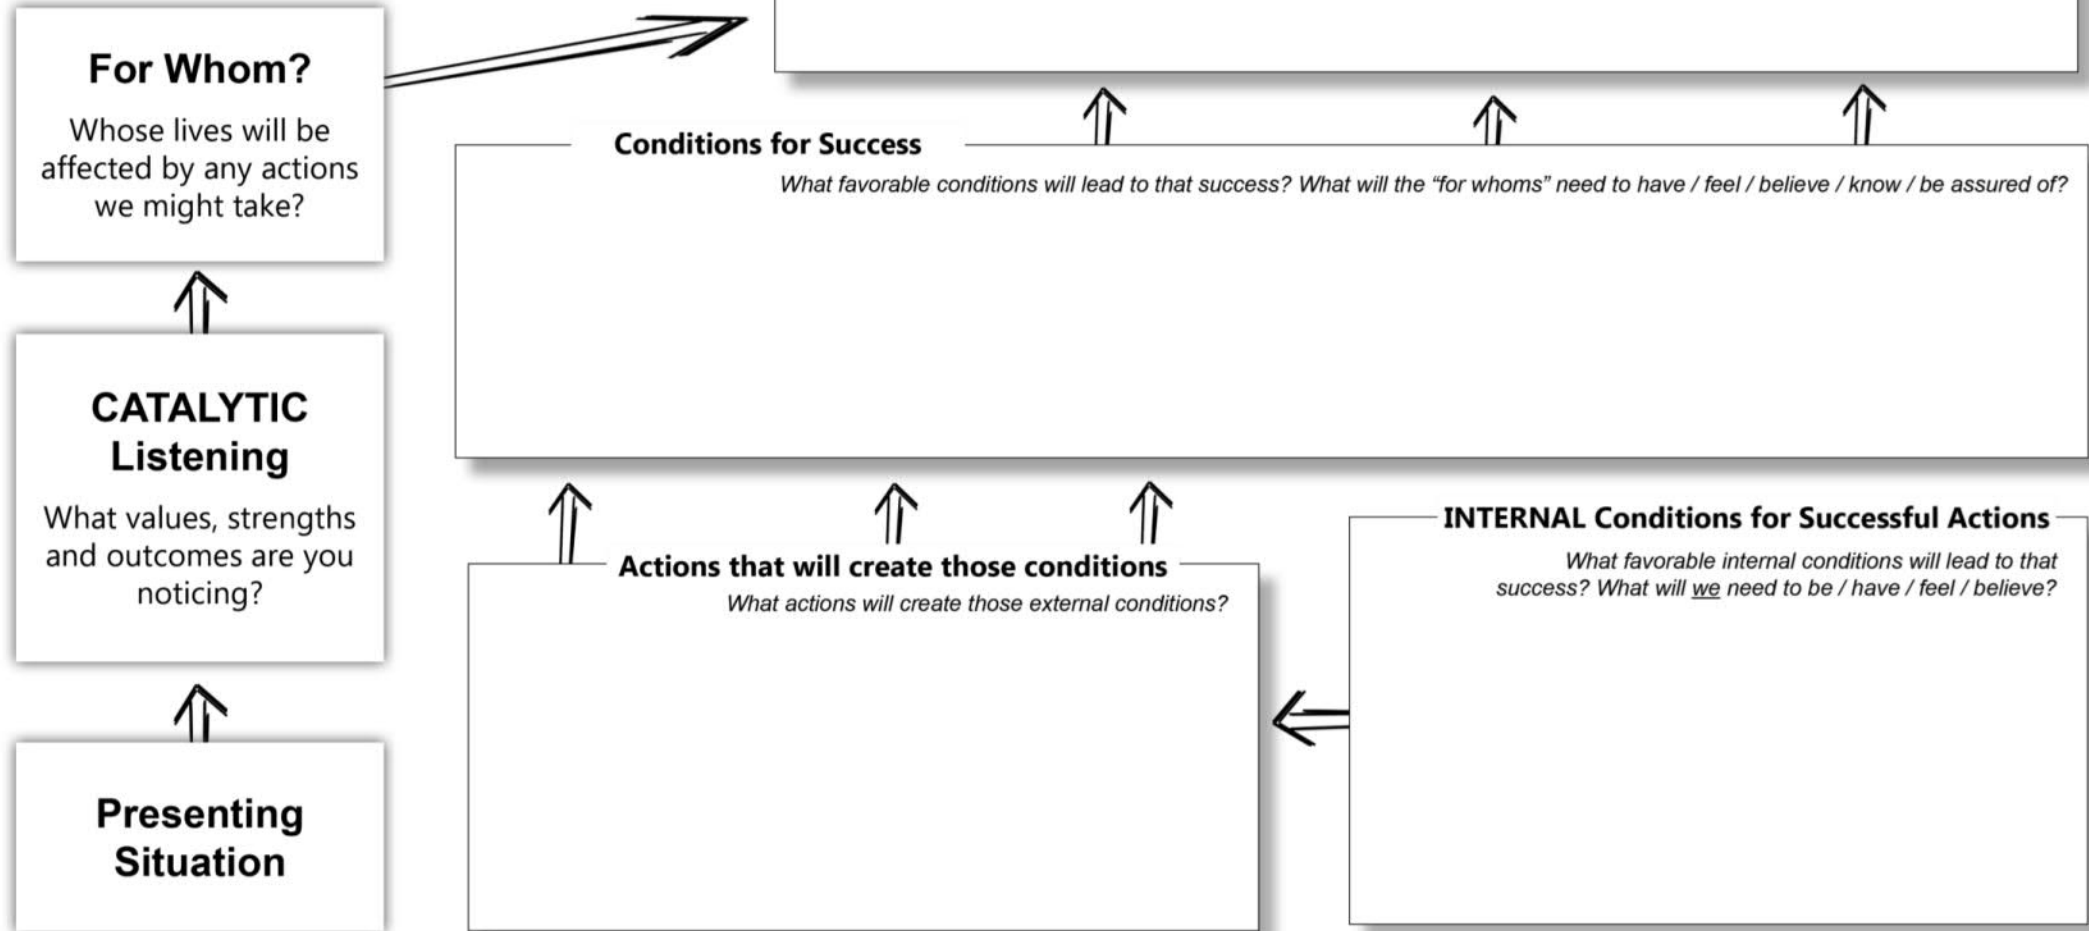 For Whom?
Whose lives will be
affected by any actions
we might take?
CATALYTIC
Listening
What values, strengths
and outcomes are you
noticing?
Presenting
Situation
Conditions for Success
What favorable conditions will lead to that success? What will the “for whoms” need to have / feel / believe / know / be assured of?
Actions that will create those conditions
What actions will create those external conditions?
INTERNAL Conditions for Successful Actions
What favorable internal conditions will lead to that
success? What will we need to be / have / feel / believe?